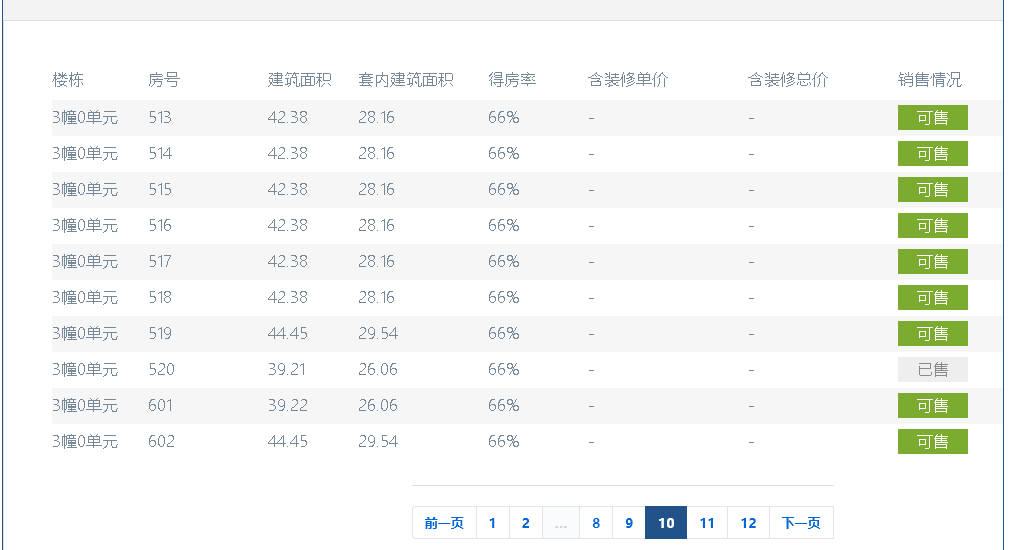 楼栋 房号 建筑面积 套内建筑面积 得房率 含装修单价 含装修总价 销售情况
3幢0单元 513 42.38 28.16 66% - - 可售
3幢0单元 514 42.38 28.16 66% - - 可售
3幢0单元 515 42.38 28.16 66% - - 可售
3幢0单元 516 42.38 28.16 66% - - 可售
3幢0单元 517 42.38 28.16 66% - - 可售
3幢0单元 518 42.38 28.16 66% - - 可售
3幢0单元 519 44.45 29.54 66% - - 可售
3幢0单元 520 39.21 26.06 66% - - 已售
3幢0单元 601 39.22 26.06 66% - - 可售
3幢0单元 602 44.45 29.54 66% - - 可售
前一页 1 2 ... 8 9 10 11 12 下一页